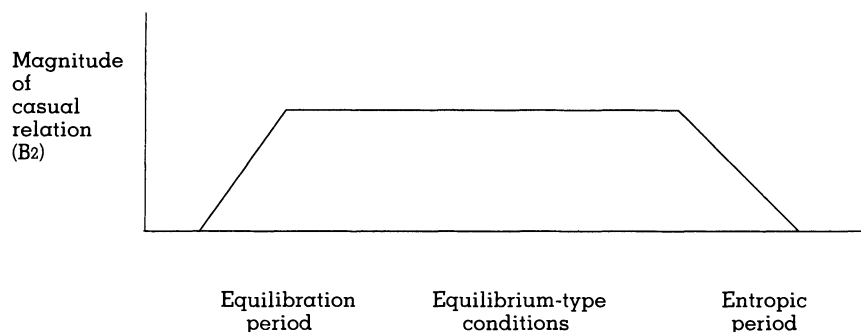 Magnitude
of
casual
relation
(B2)
Equilibration
period
Equilibrium-type
conditions
Entropic
period